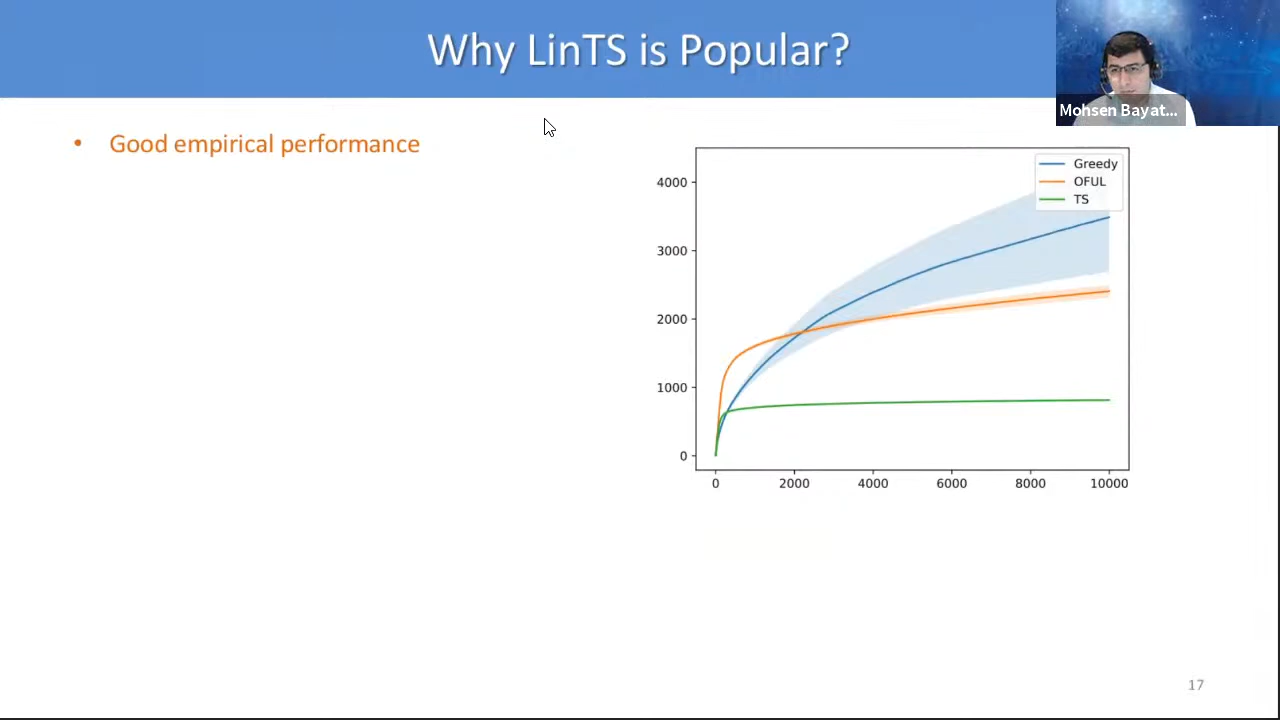 Why LinTS is Popular?
Mohsen Bayat...
• Good empirical performance
Greedy
OFUL
TS
4000
3000
2000
1000
0
0 2000 4000 6000 8000 10000
17